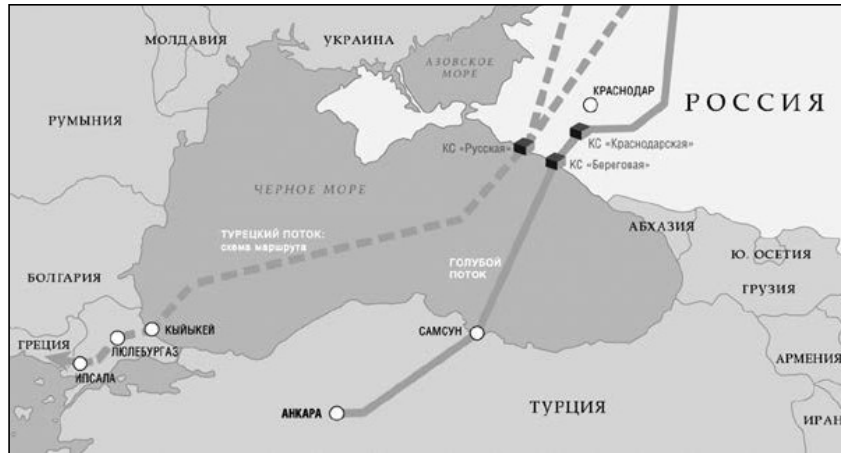 МОЛДАВИЯ
УКРАИНА
АЗОВСКОЕ
МОРЕ
КРАСНОДАР
РОССИЯ
РУМЫНИЯ
КС «Русская»
КС «Краснодарская»
КС «Береговая»
ЧЕРНОЕ МОРЕ
ТУРЕЦКИЙ ПОТОК:
схема маршрута
АБХАЗИЯ
Ю. ОСЕТИЯ
ГОЛУБОЙ
ПОТОК
БОЛГАРИЯ
ГРУЗИЯ
КЫЙЫКЕЙ
САМСУН
ГРЕЦИЯ
ЛЮЛЕБУРГАЗ
АРМЕНИЯ
ИПСАЛА
АНКАРА
ТУРЦИЯ
ИРАН